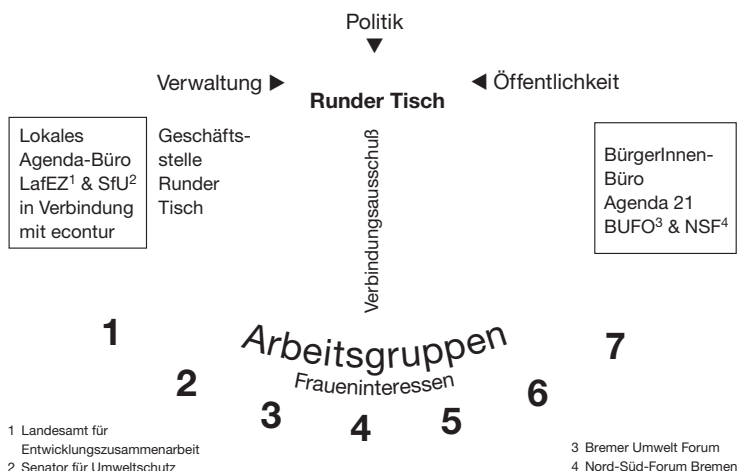 Politik
▼
Verwaltung ►
◄ Öffentlichkeit
Runder Tisch
Lokales
Agenda-Büro
LafEZ¹ & SfU²
in Verbindung
mit econtur
Geschäfts-
stelle
Runder
Tisch
Verbindungsausschuß
BürgerInnen-
Büro
Agenda 21
BUFO³ & NSF⁴
Arbeitsgruppen
Fraueninteressen
1
2
3
4
5
6
7
1 Landesamt für
Entwicklungszusammenarbeit
2 Senator für Umweltschutz
3 Bremer Umwelt Forum
4 Nord-Süd-Forum Bremen